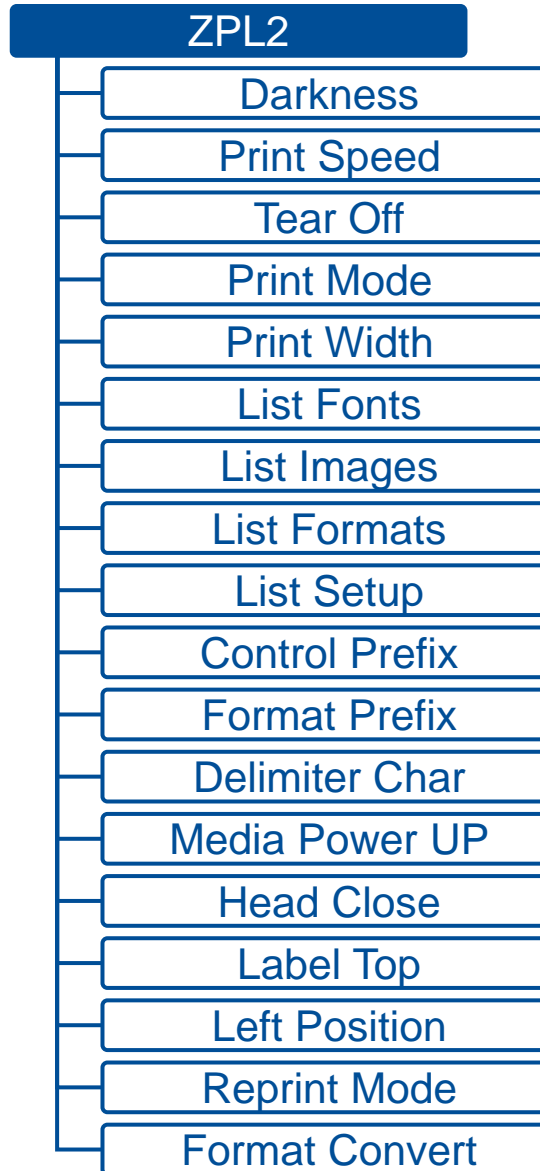 ZPL2
Darkness
Print Speed
Tear Off
Print Mode
Print Width
List Fonts
List Images
List Formats
List Setup
Control Prefix
Format Prefix
Delimiter Char
Media Power UP
Head Close
Label Top
Left Position
Reprint Mode
Format Convert